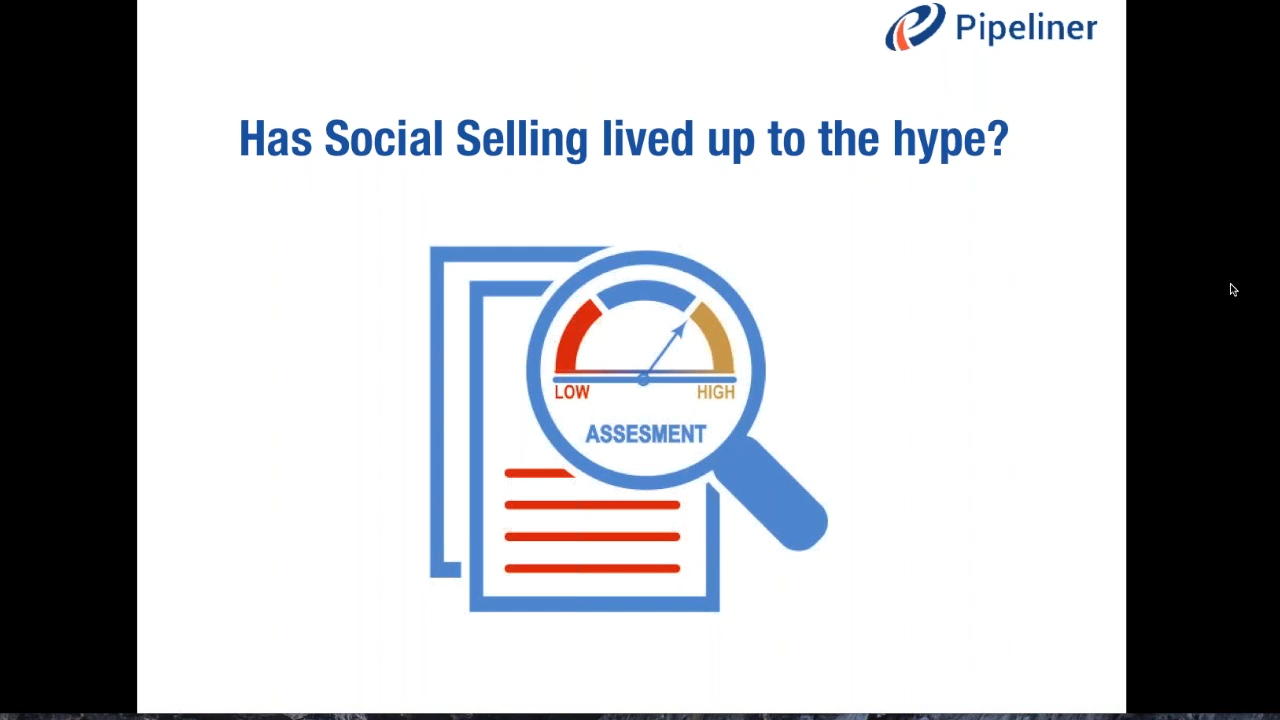 Pipeliner
Has Social Selling lived up to the hype?
LOW HIGH
ASSESMENT